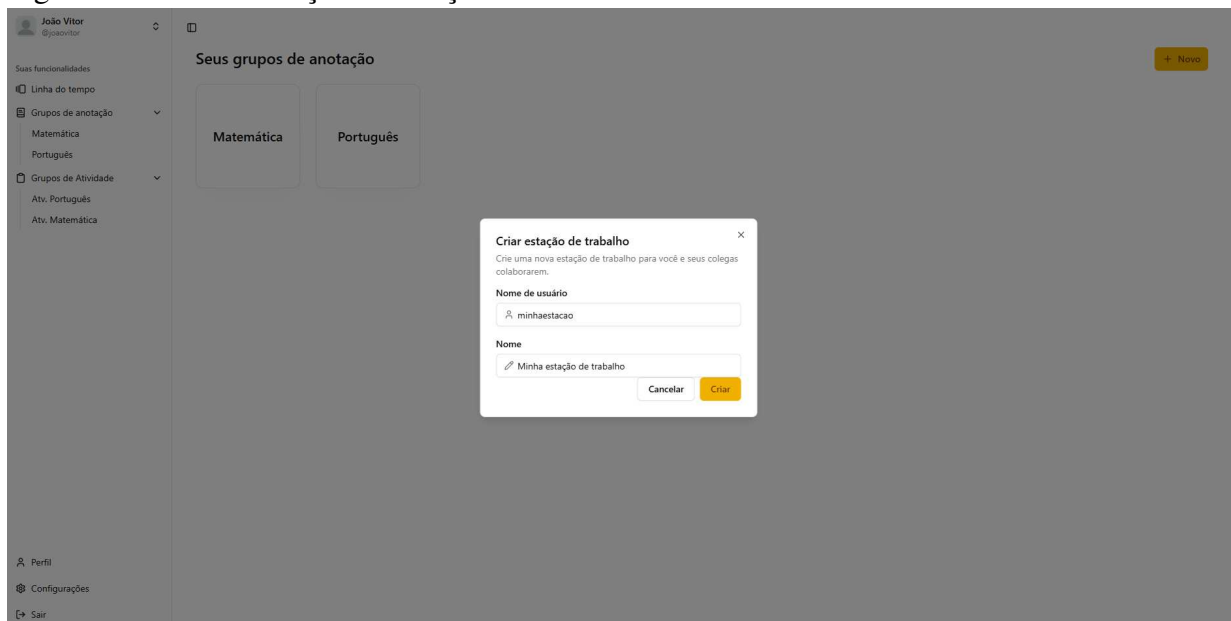 João Vitor
@joaovitor
Suas funcionalidades
Linha do tempo
Grupos de anotação
Matemática
Português
Grupos de Atividade
Atv. Português
Atv. Matemática
Perfil
Configurações
Sair
Seus grupos de anotação
+ Novo
Matemática
Português
Criar estação de trabalho
Crie uma nova estação de trabalho para você e seus colegas
colaborarem.
Nome de usuário
minhaestacao
Nome
Minha estação de trabalho
Cancelar
Criar